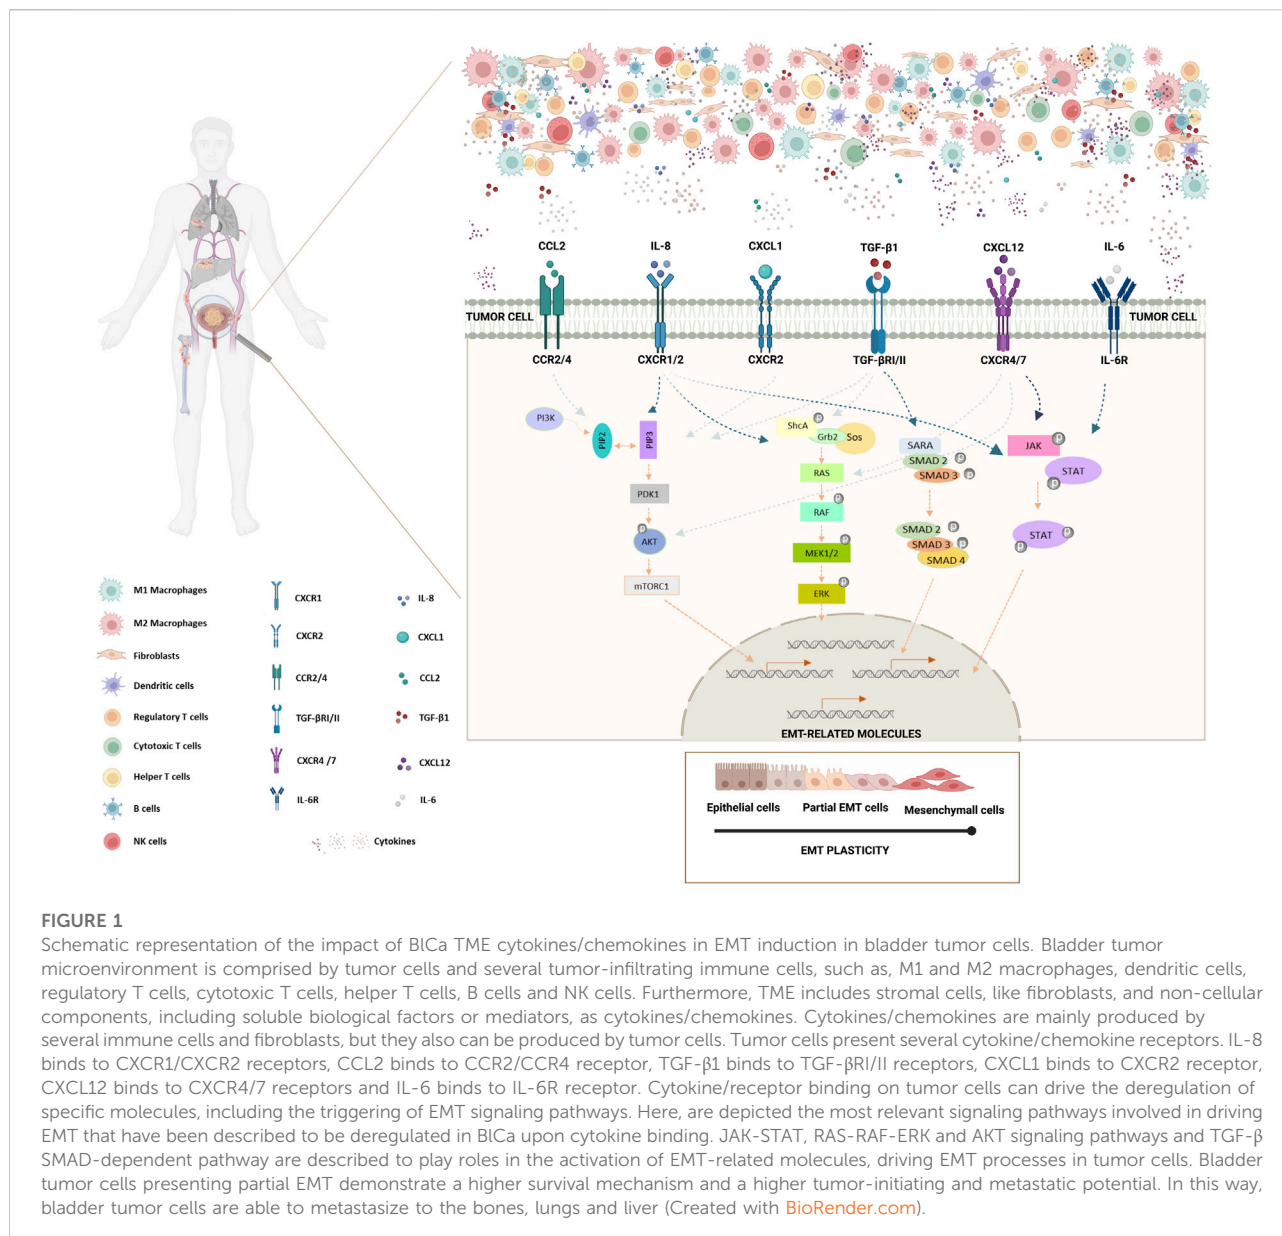 CCL2
IL-8
CXCL1
TGF-β1
CXCL12
IL-6
TUMOR CELL
TUMOR CELL
CCR2/4
CXCR1/2
CXCR2
TGF-βRI/II
CXCR4/7
IL-6R
PI3K
PIP2
PIP3
ShcA
P
Grb2
Sos
SARA
SMAD 2
P
SMAD 3
P
JAK
P
STAT
P
PDK1
RAS
P
AKT
RAF
P
SMAD 2
P
SMAD 3
P
SMAD 4
STAT
P
P
MEK1/2
P
mTORC1
ERK
P
EMT-RELATED MOLECULES
M1 Macrophages
M2 Macrophages
Fibroblasts
Dendritic cells
Regulatory T cells
Cytotoxic T cells
Helper T cells
B cells
NK cells
CXCR1
CXCR2
CCR2/4
TGF-βRI/II
CXCR4 /7
IL-6R
IL-8
CXCL1
CCL2
TGF-β1
CXCL12
IL-6
Cytokines
Epithelial cells
Partial EMT cells
Mesenchymall cells
EMT PLASTICITY
FIGURE 1
Schematic representation of the impact of BlCa TME cytokines/chemokines in EMT induction in bladder tumor cells. Bladder tumor
microenvironment is comprised by tumor cells and several tumor-infiltrating immune cells, such as, M1 and M2 macrophages, dendritic cells,
regulatory T cells, cytotoxic T cells, helper T cells, B cells and NK cells. Furthermore, TME includes stromal cells, like fibroblasts, and non-cellular
components, including soluble biological factors or mediators, as cytokines/chemokines. Cytokines/chemokines are mainly produced by
several immune cells and fibroblasts, but they also can be produced by tumor cells. Tumor cells present several cytokine/chemokine receptors. IL-8
binds to CXCR1/CXCR2 receptors, CCL2 binds to CCR2/CCR4 receptor, TGF-β1 binds to TGF-βRI/II receptors, CXCL1 binds to CXCR2 receptor,
CXCL12 binds to CXCR4/7 receptors and IL-6 binds to IL-6R receptor. Cytokine/receptor binding on tumor cells can drive the deregulation of
specific molecules, including the triggering of EMT signaling pathways. Here, are depicted the most relevant signaling pathways involved in driving
EMT that have been described to be deregulated in BlCa upon cytokine binding. JAK-STAT, RAS-RAF-ERK and AKT signaling pathways and TGF-β
SMAD-dependent pathway are described to play roles in the activation of EMT-related molecules, driving EMT processes in tumor cells. Bladder
tumor cells presenting partial EMT demonstrate a higher survival mechanism and a higher tumor-initiating and metastatic potential. In this way,
bladder tumor cells are able to metastasize to the bones, lungs and liver (Created with BioRender.com).